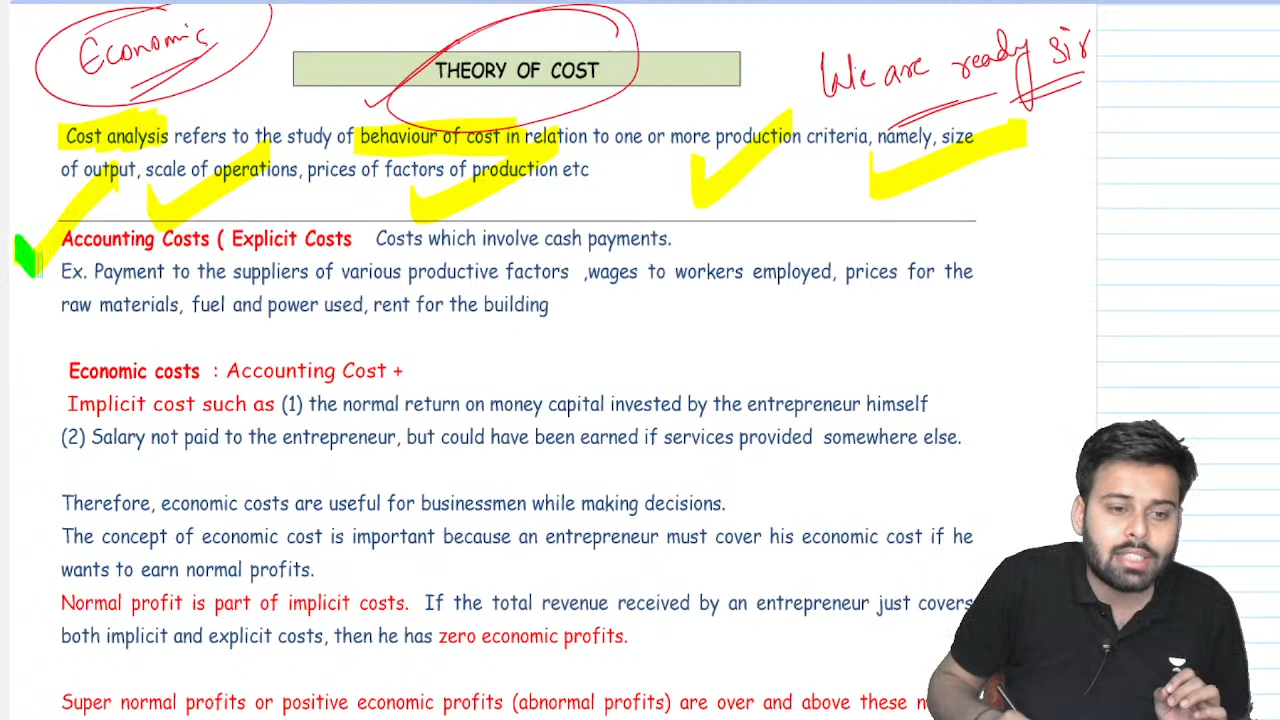 Economic
THEORY OF COST
We are ready sir
Cost analysis refers to the study of behaviour of cost in relation to one or more production criteria, namely, size
of output, scale of operations, prices of factors of production etc
Accounting Costs ( Explicit Costs Costs which involve cash payments.
Ex. Payment to the suppliers of various productive factors ,wages to workers employed, prices for the
raw materials, fuel and power used, rent for the building
Economic costs : Accounting Cost +
Implicit cost such as (1) the normal return on money capital invested by the entrepreneur himself
(2) Salary not paid to the entrepreneur, but could have been earned if services provided somewhere else.
Therefore, economic costs are useful for businessmen while making decisions.
The concept of economic cost is important because an entrepreneur must cover his economic cost if he
wants to earn normal profits.
Normal profit is part of implicit costs. If the total revenue received by an entrepreneur just covers
both implicit and explicit costs, then he has zero economic profits.
Super normal profits or positive economic profits (abnormal profits) are over and above these